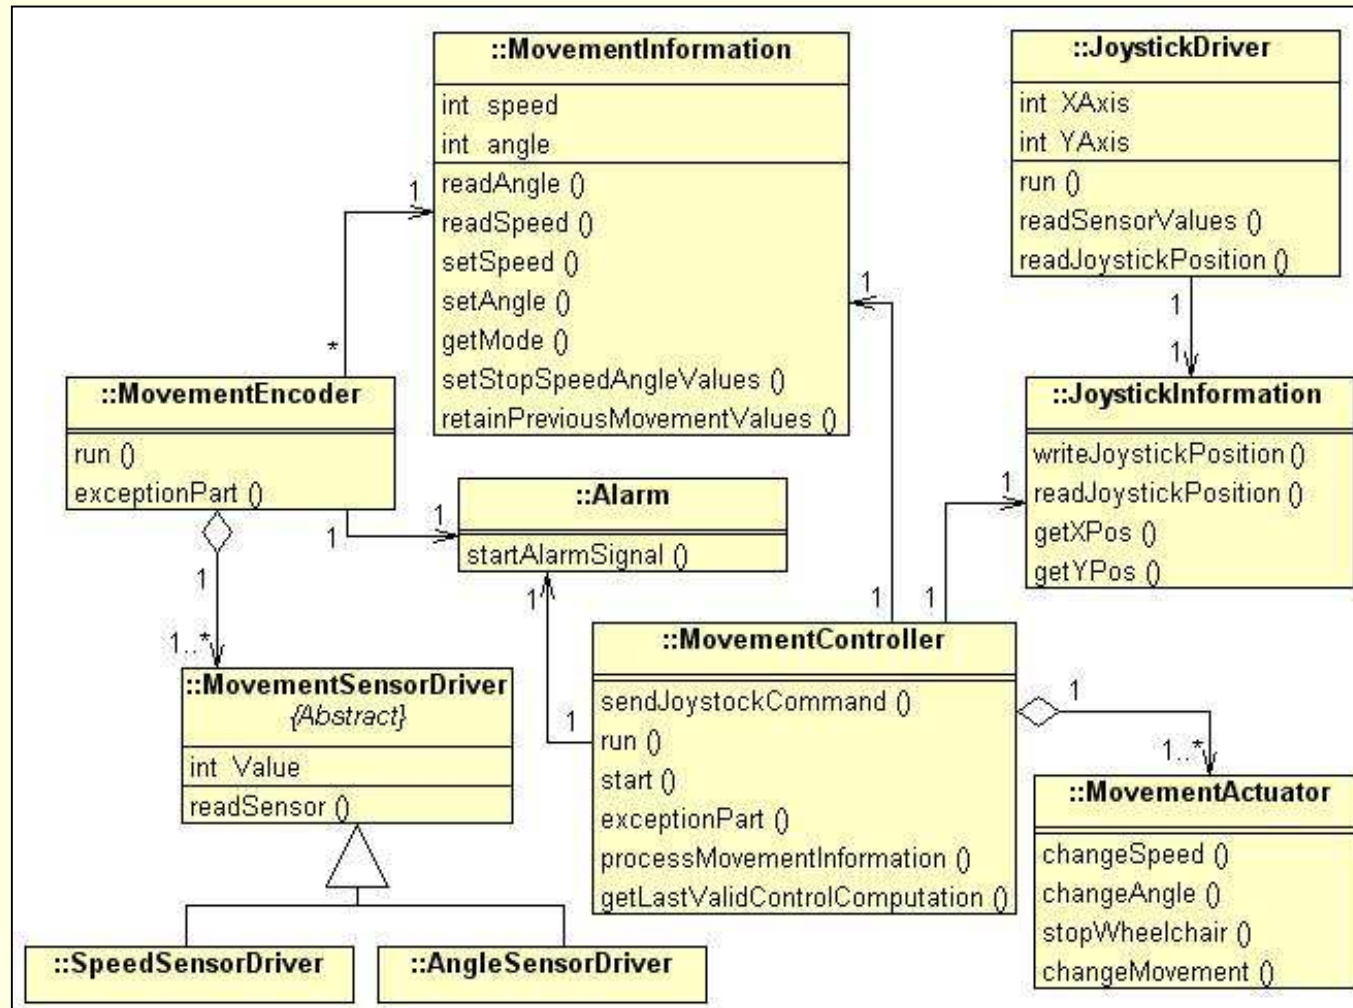 ::MovementInformation
int speed
int angle
readAngle ()
readSpeed ()
setSpeed ()
setAngle ()
getMode ()
setStopSpeedAngleValues ()
retainPreviousMovementValues ()
::JoystickDriver
int XAxis
int YAxis
run ()
readSensorValues ()
readJoystickPosition ()
1
*
1
1
1
1
::MovementEncoder
run ()
exceptionPart ()
::JoystickInformation
writeJoystickPosition ()
readJoystickPosition ()
getXPos ()
getYPos ()
::Alarm
startAlarmSignal ()
1
1
1
1
1
1
1
1
1..*
::MovementSensorDriver
{Abstract}
int Value
readSensor ()
::MovementController
sendJoystockCommand ()
run ()
start ()
exceptionPart ()
processMovementInformation ()
getLastValidControlComputation ()
1
1..*
::MovementActuator
changeSpeed ()
changeAngle ()
stopWheelchair ()
changeMovement ()
::SpeedSensorDriver
::AngleSensorDriver